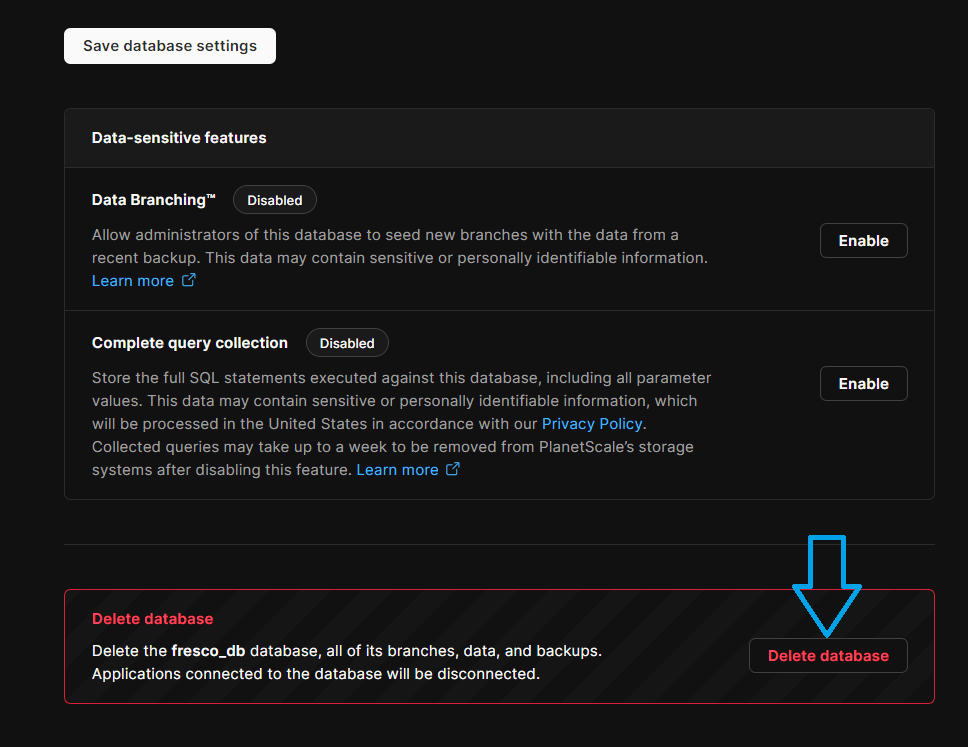 Save database settings
Data-sensitive features
Data Branching™ Disabled
Allow administrators of this database to seed new branches with the data from a
recent backup. This data may contain sensitive or personally identifiable information.
Learn more
Enable
Complete query collection Disabled
Store the full SQL statements executed against this database, including all parameter
values. This data may contain sensitive or personally identifiable information, which
will be processed in the United States in accordance with our Privacy Policy.
Collected queries may take up to a week to be removed from PlanetScale’s storage
systems after disabling this feature. Learn more
Enable
Delete database
Delete the fresco_db database, all of its branches, data, and backups.
Applications connected to the database will be disconnected.
Delete database